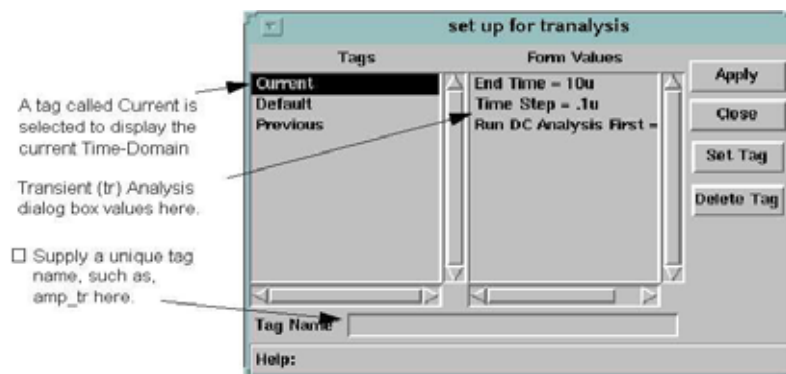 set up for tranalysis
Tags
Form Values
Current
Default
Previous
End Time = 10u
Time Step = .1u
Run DC Analysis First =
Apply
Close
Set Tag
Delete Tag
A tag called Current is
selected to display the
current Time-Domain
Transient (tr) Analysis
dialog box values here.
Supply a unique tag
name, such as,
amp_tr here.
Tag Name
Help: